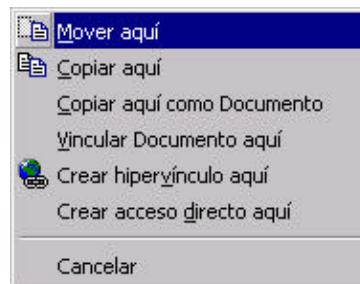 Mover aquí
Copiar aquí
Copiar aquí como Documento
Vincular Documento aquí
Crear hipervínculo aquí
Crear acceso directo aquí
Cancelar